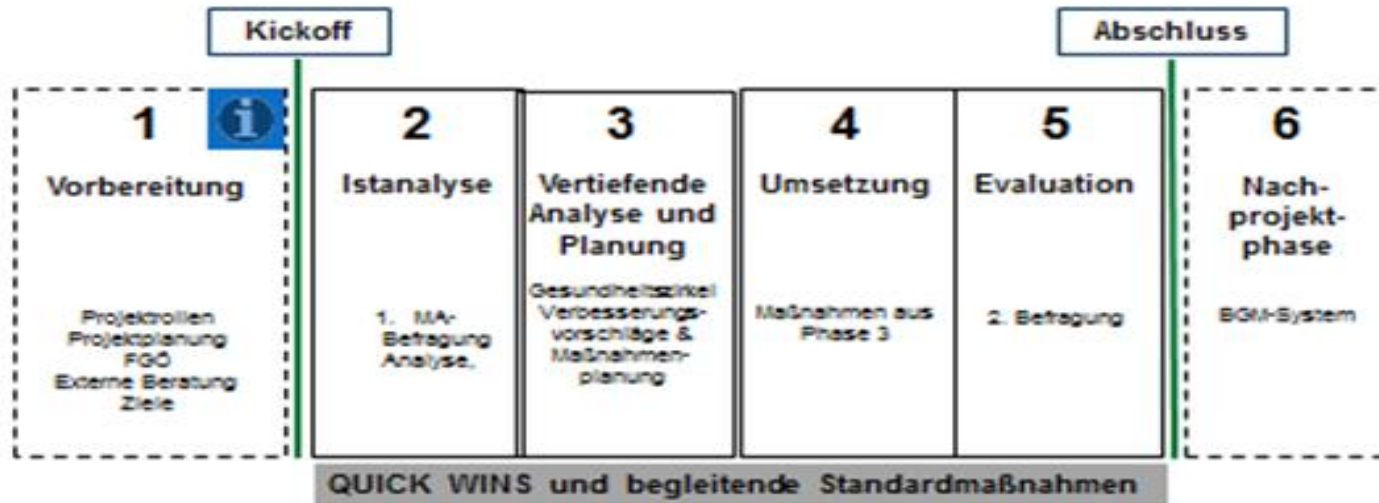 Kickoff
Abschluss
1
Vorbereitung
Projektrollen
Projektplanung
FGÖ
Externe Beratung
Ziele
2
Istanalyse
1. MA-
Befragung
Analyse,
3
Vertiefende
Analyse und
Planung
Gesundheitszirkel
Verbesserungs-
vorschläge &
Maßnahmen-
planung
4
Umsetzung
Maßnahmen aus
Phase 3
5
Evaluation
2. Befragung
6
Nach-
projekt-
phase
BGM-System
QUICK WINS und begleitende Standardmaßnahmen